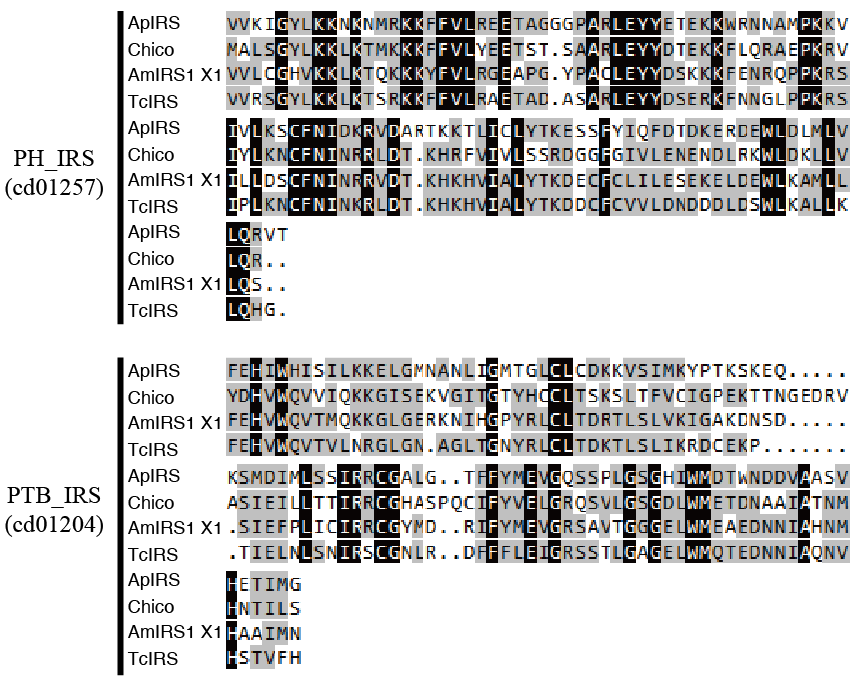 ApIRS VVKIGYLKKNKNMRKKFFVLREETAGGGPARLEYYETEKKWRNNAMPKKV
Chico MALSGYLKKLKTMKKKFFVLYEETST.SAARLEYYDTEKKFLQRAEPKRV
AmIRS1 X1 VVLCGHVKKLKTQKKKYFVLRGEAPG.YPACLEYYDSKKKFENRQPPKRS
TcIRS VVRSGYLKKLKTSRKKFFVLRAETAD.ASARLEYYDSERKFNNGLPPKRS
PH_IRS
(cd01257)
ApIRS IVLKSCFNIDKRVDARTKKTLICLYTKESSFYIQFDTDKERDEWLDLMLV
Chico IYLKNCFNINRRLDT.KHRFVIVLSSRDGGFGIVLENENDLRKWLDKLLV
AmIRS1 X1 ILLDSCFNINRRVDT.KHKHVIALYTKDECFCLILESEKELDEWLKAMLL
TcIRS IPLKNCFNINKRLDT.KHKHVIALYTKDDCFCVVLDNDDDLDSWLKALLK
ApIRS LQRVT
Chico LQR..
AmIRS1 X1 LQS..
TcIRS LQHG.
ApIRS FEHIWHISILKKELGMNANLIGMTGLCLCDKKVSIMKYPTKSKEQ.....
Chico YDHVWQVVIQKKGISEKVGITGTYHCCLTSKSLTFVCIGPEKTTNGEDRV
AmIRS1 X1 FEHVWQVTMQKKGLGERKNIHGPYRLCLTDRTLSLVKIGAKDNSD.....
TcIRS FEHVWQVTVLNRGLGN.AGLTGNYRLCLTDKTLSLIKRDCEKP.......
PTB_IRS
(cd01204)
ApIRS KSMDIMLSSIRRCGALG..TFFYMEVGQSSPLGSGHIWMDTWNDDVAASV
Chico ASIEILLTTIRRCGHASPQCIFYVELGRQSVLGSGDLWMETDNAAIATNM
AmIRS1 X1 .SIEFPLICIRRCGYMD..RIFYMEVGRSAVTGGGELWMEAEDNNIAHNM
TcIRS .TIELNLSNIRSCGNLR..DFFFLEIGRSSTLGAGELWMQTEDNNIAQNV
ApIRS HETIMG
Chico HNTILS
AmIRS1 X1 HAAIMN
TcIRS HSTVFH